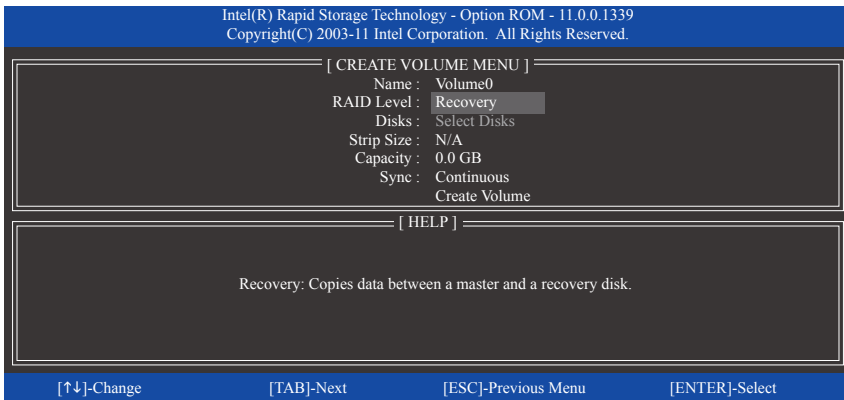 Intel(R) Rapid Storage Technology - Option ROM - 11.0.0.1339
Copyright(C) 2003-11 Intel Corporation. All Rights Reserved.
[ CREATE VOLUME MENU ]
Name : Volume0
RAID Level : Recovery
Disks : Select Disks
Strip Size : N/A
Capacity : 0.0 GB
Sync : Continuous
Create Volume
[ HELP ]
Recovery: Copies data between a master and a recovery disk.
[↑↓]-Change [TAB]-Next [ESC]-Previous Menu [ENTER]-Select